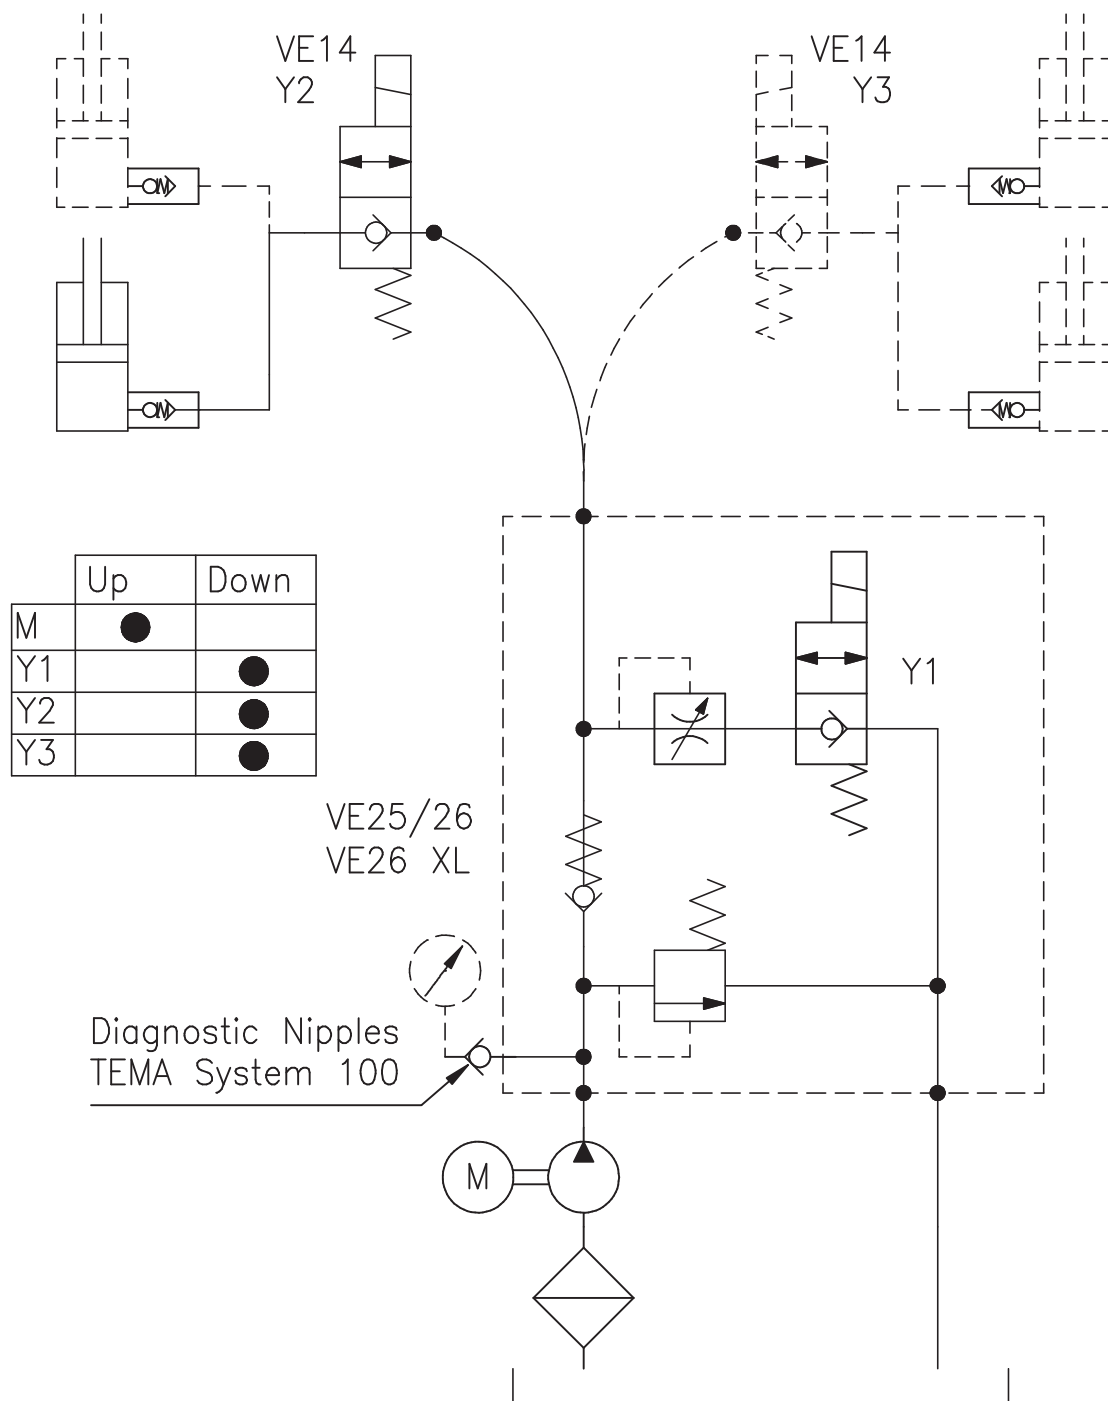 VE14
Y2
VE14
Y3
Up Down
M
Y1
Y2
Y3
Y1
VE25/26
VE26 XL
Diagnostic Nipples
TEMA System 100
M